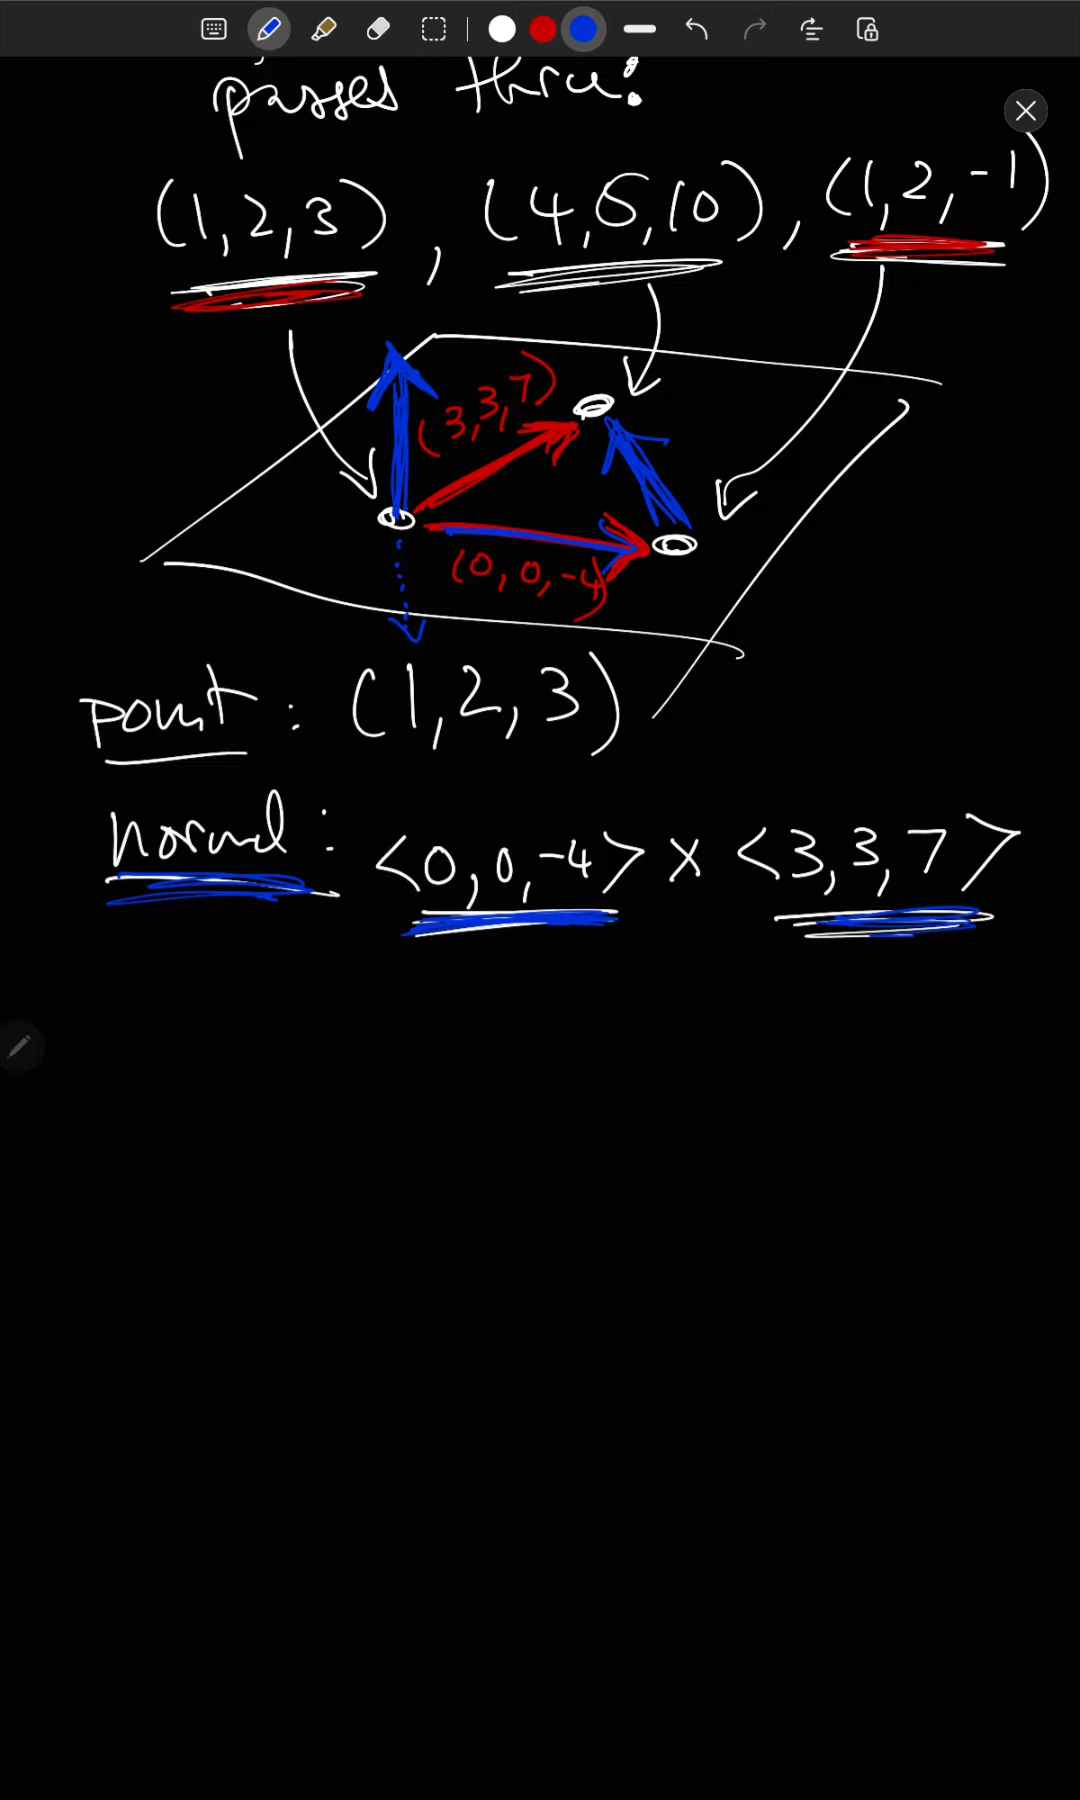 passes thru:
(1,2,3), (4,5,10), (1,2,-1)
(3,3,7)
(0,0,-4)
point: (1,2,3)
normal: <0,0,-4> x <3,3,7>